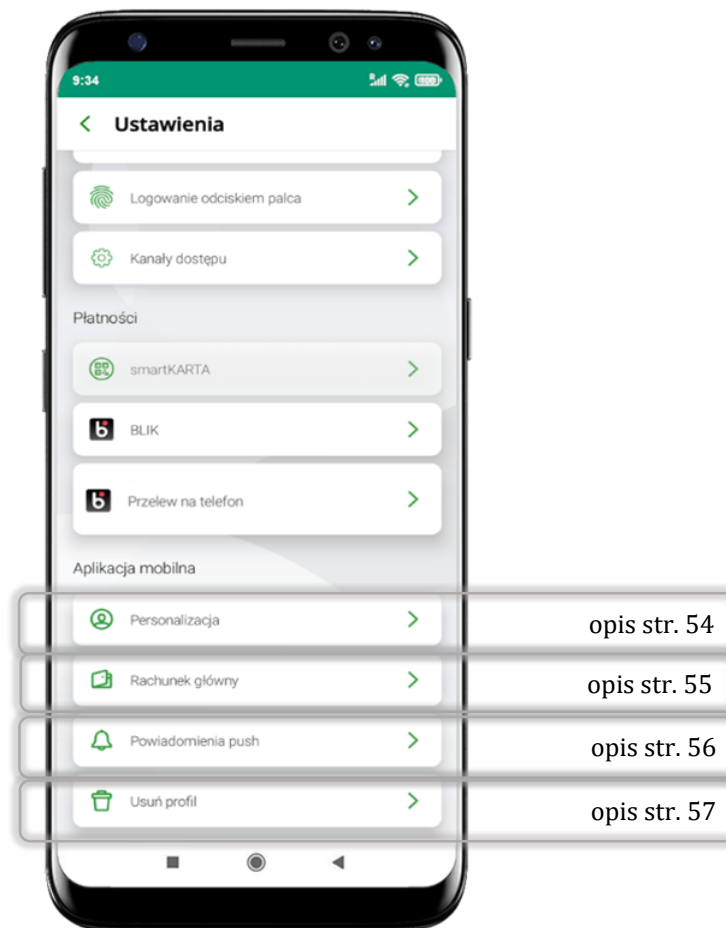 9:34
100
Ustawienia
Logowanie odciskiem palca
Kanały dostępu
Płatności
smartKARTA
BLIK
Przelew na telefon
Aplikacja mobilna
Personalizacja
opis str. 54
Rachunek główny
opis str. 55
Powiadomienia push
opis str. 56
Usuń profil
opis str. 57